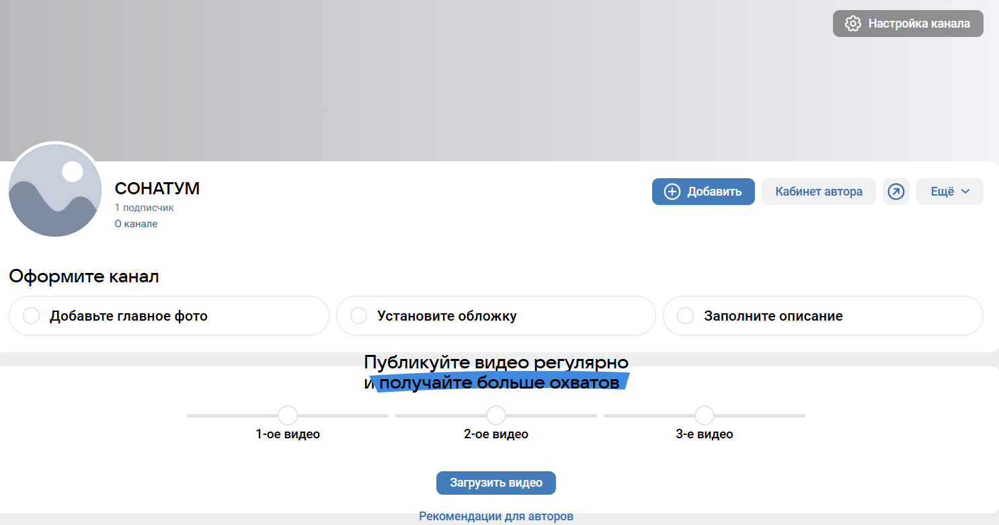 Настройка канала
СОНАТУМ
1 подписчик
О канале
Добавить
Кабинет автора
Ещё
Оформите канал
Добавьте главное фото
Установите обложку
Заполните описание
Публикуйте видео регулярно
и получайте больше охватов
1-ое видео
2-ое видео
3-е видео
Загрузить видео
Рекомендации для авторов